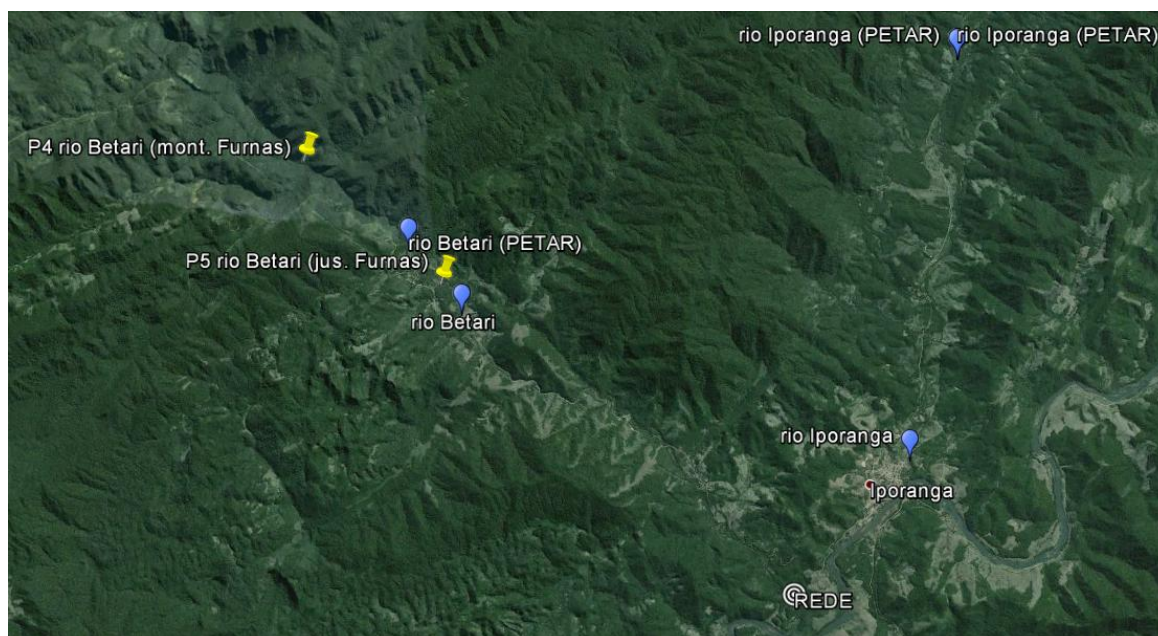 rio Iporanga (PETAR) rio Iporanga (PETAR)
P4 rio Betari (mont. Furnas)
rio Betari (PETAR)
P5 rio Betari (jus. Furnas)
rio Betari
rio Iporanga
Iporanga
REDE